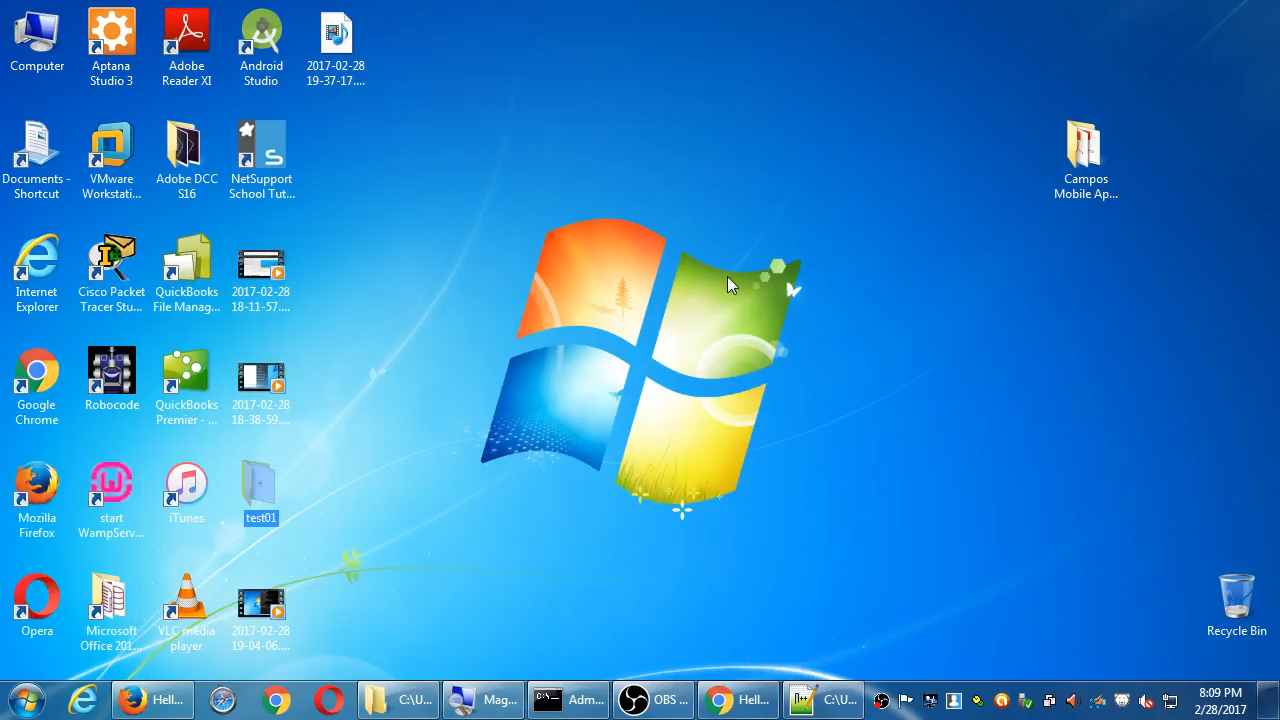 Computer
Aptana
Studio 3
Adobe
Reader XI
Android
Studio
2017-02-28
19-37-17....
Documents -
Shortcut
VMware
Workstati...
Adobe DCC
S16
NetSupport
School Tut...
Campos
Mobile Ap...
Internet
Explorer
Cisco Packet
Tracer Stu...
QuickBooks
File Manag...
2017-02-28
18-11-57....
Google
Chrome
Robocode
QuickBooks
Premier - ...
2017-02-28
18-38-59....
Mozilla
Firefox
start
WampServ...
iTunes
test01
Opera
Microsoft
Office 201...
VLC media
player
2017-02-28
19-04-06....
Recycle Bin
Hell...
C:\U...
Mag...
Adm...
OBS ...
Hell...
C:\U...
8:09 PM
2/28/2017